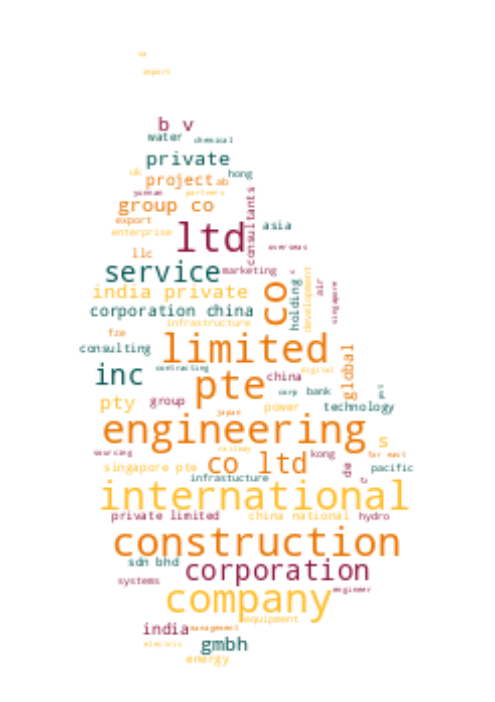 import
b v
water chemical
private
uk hong
project ab
yunnan partners
group co
export
consultants
asia
enterprise
ltd
overseas
llc
service marketing
co
holding
development
air
singapore
india private
corporation china
infrastructure
fze
consulting
limited
global
contracting
inc
pte
china
digital
corp bank
pty group
power technology
japan
engineering
s
railway
sourcing
kong
far east
co ltd
de
singapore pte
pacific
infrastucture
international
private limited china national hydro
construction
sdn bhd
corporation
systems
engineer
company
equipment
india management
electric
gmbh
energy